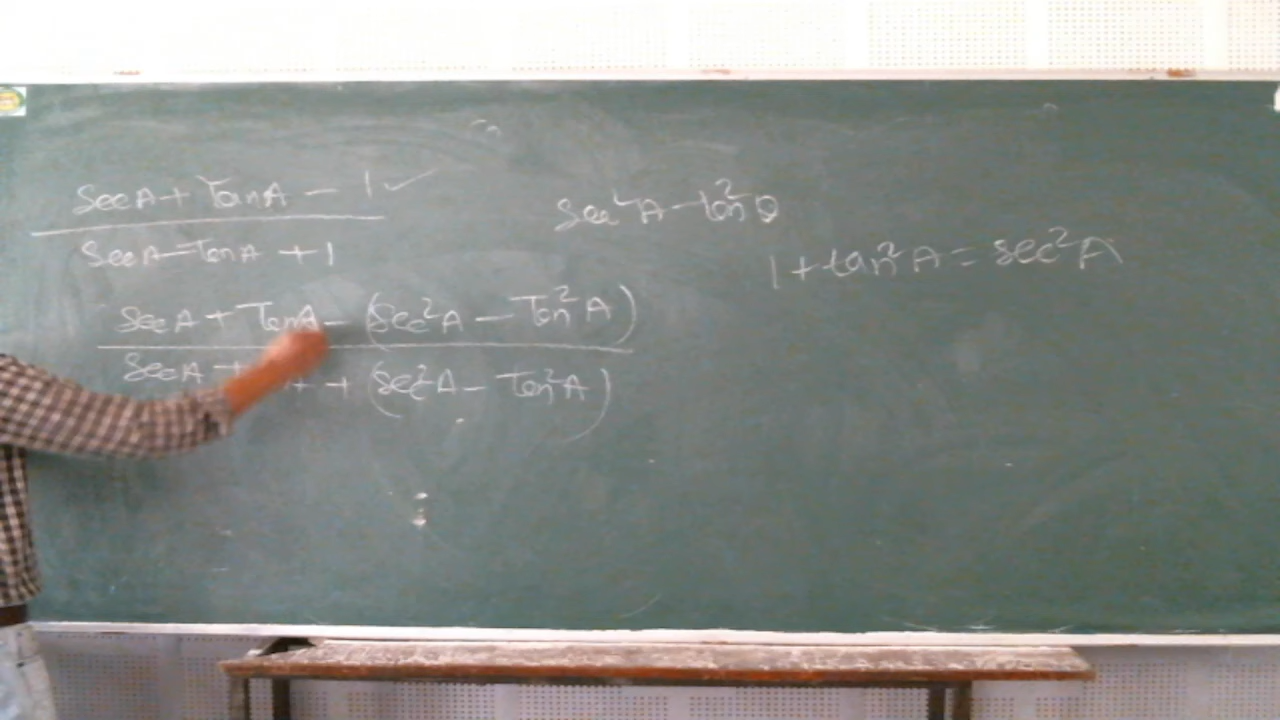 SecA + TanA - 1 ✓
SecA - TanA + 1
Sec²A - tan²θ
1 + tan²A = sec²A
SecA + TanA - (Sec²A - Tan²A)
SecA + + (Sec²A - Tan²A)